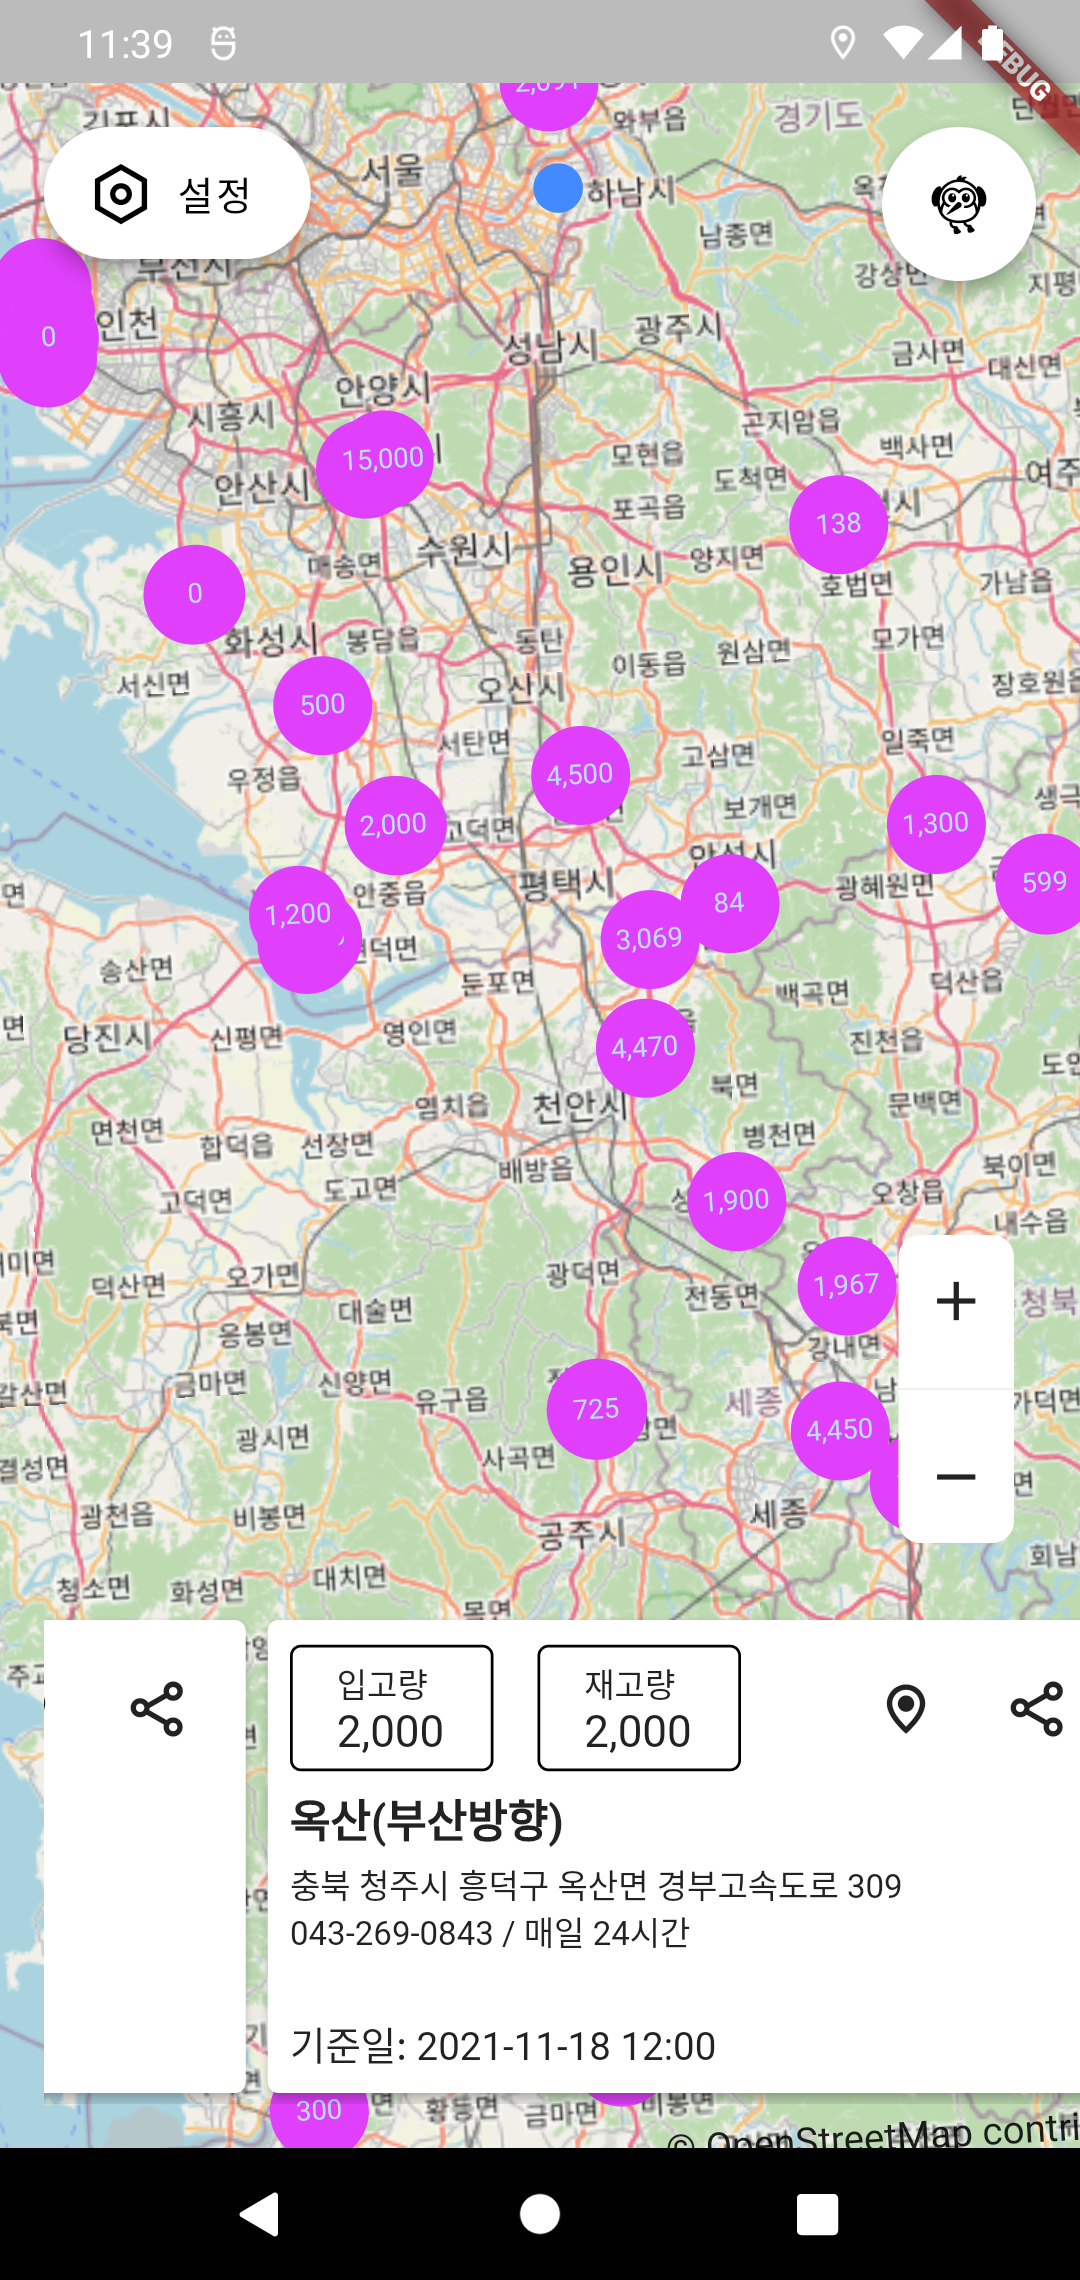 11:39
DEBUG
2,091
김포시
와부읍
경기도
설정
서울
하남시
남종면
강상면
인천
성남시
광주시
금사면
대신면
0
안양시
시흥시
곤지암읍
백사면
15,000
모현읍
도척면
여주
안산시
포곡읍
138
수원시
매송면
용인시
양지면
호법면
가남읍
0
화성시
봉담읍
동탄
이동읍
원삼면
모가면
서신면
오산시
장호원읍
500
서탄면
고삼면
일죽면
우정읍
4,500
보개면
2,000
고덕면
1,300
안성시
599
평택시
광혜원면
안중읍
84
1,200
3,069
송산면
둔포면
백곡면
덕산읍
당진시
신평면
영인면
4,470
진천읍
북면
면천면
합덕읍
선장면
염치읍
천안시
문백면
병천면
배방읍
북이면
고덕면
도고면
1,900
오창읍
내수읍
덕산면
오가면
광덕면
전동면
1,967
대술면
응봉면
강내면
금마면
신양면
유구읍
725
세종
가덕면
갈산면
광시면
사곡면
4,450
결성면
광천읍
비봉면
공주시
세종
청소면
화성면
대치면
목면
입고량
2,000
재고량
2,000
옥산(부산방향)
충북 청주시 흥덕구 옥산면 경부고속도로 309
043-269-0843 / 매일 24시간
기준일: 2021-11-18 12:00
300
황등면
금마면
비봉면
© OpenStreetMap contri